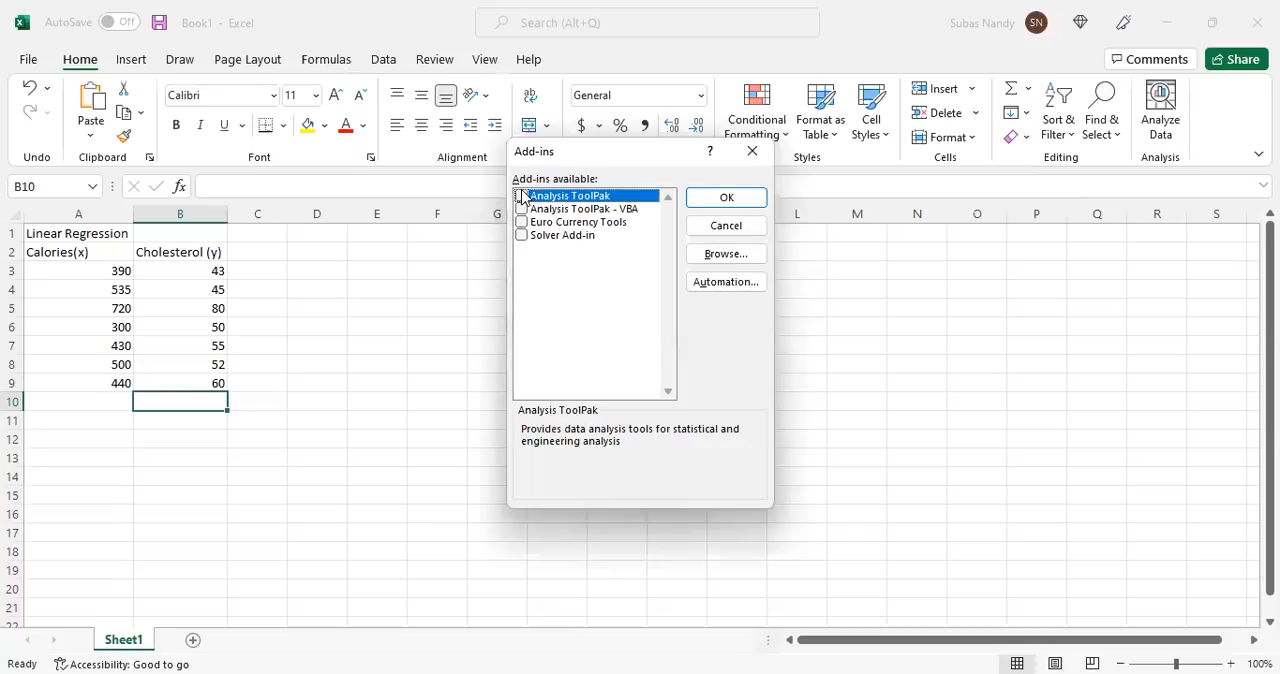 AutoSave Off Book1 - Excel Search (Alt+Q) Subas Nandy SN
File Home Insert Draw Page Layout Formulas Data Review View Help Comments Share
Calibri 11 General
Paste B I U A $ % Conditional Formatting Format as Table Cell Styles Insert Delete Format Sort & Filter Find & Select Analyze Data
Undo Clipboard Font Alignment Styles Cells Editing Analysis
B10 fx
A B C D E F G L M N O P Q R S
1 Linear Regression
2 Calories(x) Cholesterol (y)
3 390 43
4 535 45
5 720 80
6 300 50
7 430 55
8 500 52
9 440 60
10
11
12
13
14
15
16
17
18
19
20
21
22
Add-ins ?
Add-ins available:
Analysis ToolPak
Analysis ToolPak - VBA
Euro Currency Tools
Solver Add-in
OK
Cancel
Browse...
Automation...
Analysis ToolPak
Provides data analysis tools for statistical and
engineering analysis
Sheet1
Ready Accessibility: Good to go 100%